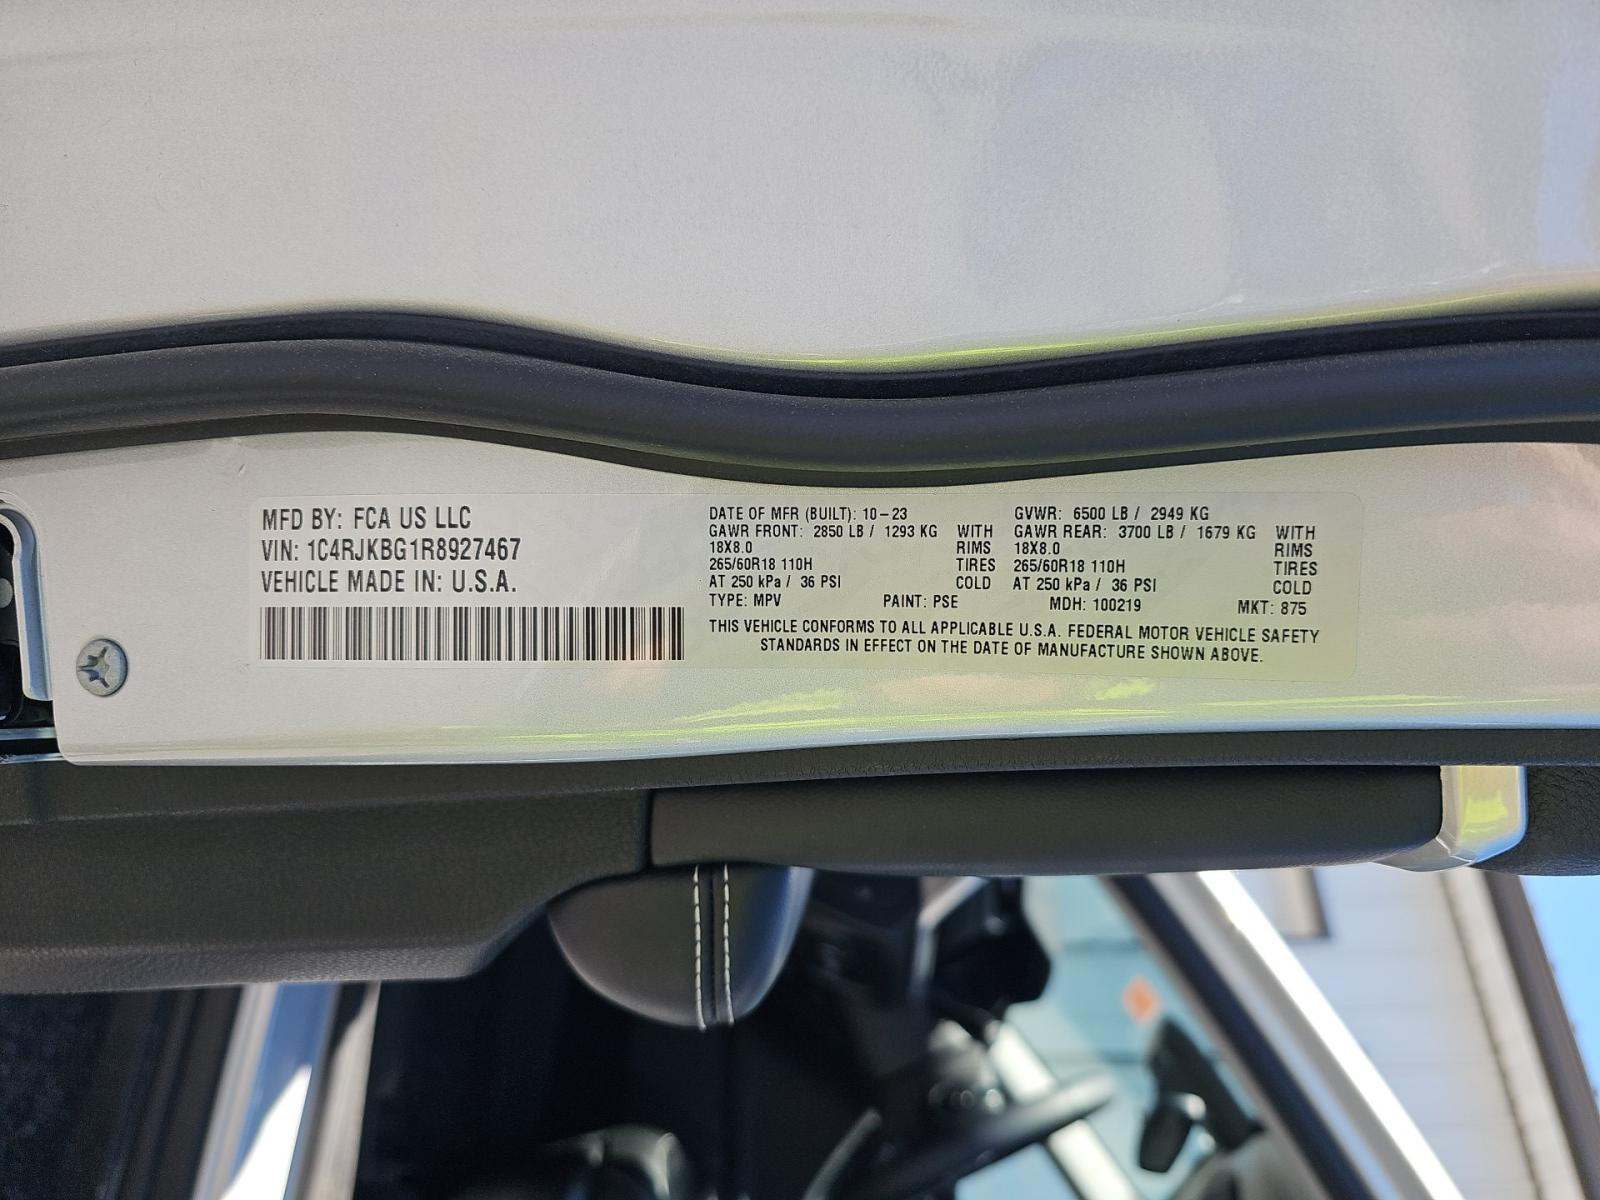 MFD BY: FCA US LLC
VIN: 1C4RJKBG1R8927467
VEHICLE MADE IN: U.S.A.
DATE OF MFR (BUILT): 10-23 GVWR: 6500 LB / 2949 KG
GAWR FRONT: 2850 LB / 1293 KG WITH GAWR REAR: 3700 LB / 1679 KG WITH
18X8.0 RIMS 18X8.0 RIMS
265/60R18 110H TIRES 265/60R18 110H TIRES
AT 250 kPa / 36 PSI COLD AT 250 kPa / 36 PSI COLD
TYPE: MPV PAINT: PSE MDH: 100219 MKT: 875
THIS VEHICLE CONFORMS TO ALL APPLICABLE U.S.A. FEDERAL MOTOR VEHICLE SAFETY
STANDARDS IN EFFECT ON THE DATE OF MANUFACTURE SHOWN ABOVE.